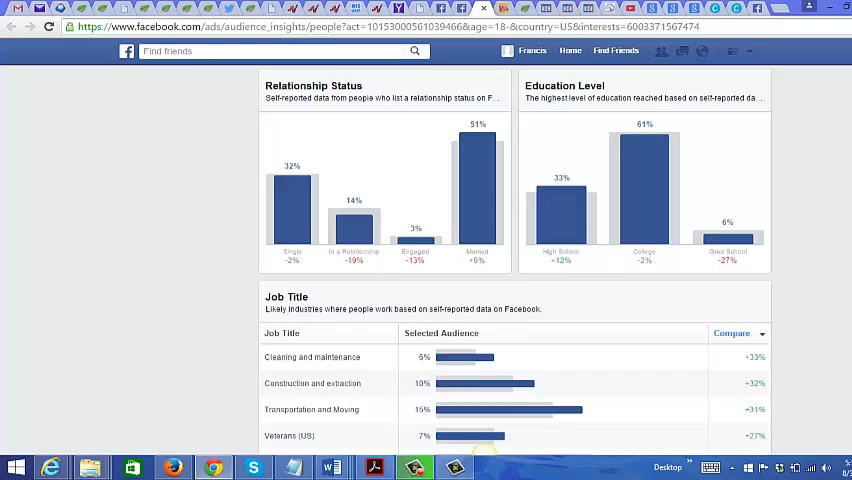 https://www.facebook.com/ads/audience_insights/people?act=10153000561039466&age=18-&country=US&interests=6003371567474
Find friends
Francis Home Find Friends
Relationship Status
Self-reported data from people who list a relationship status on F...
32%
14%
3%
51%
Single
In a Relationship
Engaged
Married
-2%
-19%
-13%
+9%
Education Level
The highest level of education reached based on self-reported da...
33%
61%
6%
High School
College
Grad School
+12%
-2%
-27%
Job Title
Likely industries where people work based on self-reported data on Facebook.
Job Title Selected Audience Compare
Cleaning and maintenance 6% +33%
Construction and extraction 10% +32%
Transportation and Moving 15% +31%
Veterans (US) 7% +27%
Desktop